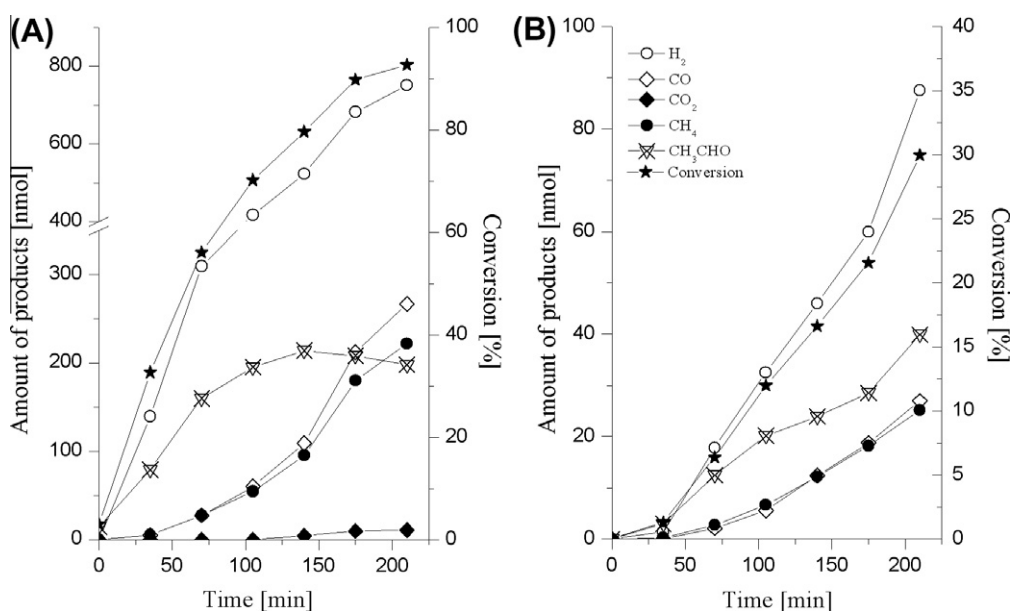 (A)
Amount of products [nmol]
800
600
400
300
200
100
0
0
50
100
150
200
Time [min]
100
80
60
40
20
0
Conversion [%]
(B)
H2
CO
CO2
CH4
CH3CHO
Conversion
Amount of products [nmol]
100
80
60
40
20
0
0
50
100
150
200
Time [min]
40
35
30
25
20
15
10
5
0
Conversion [%]